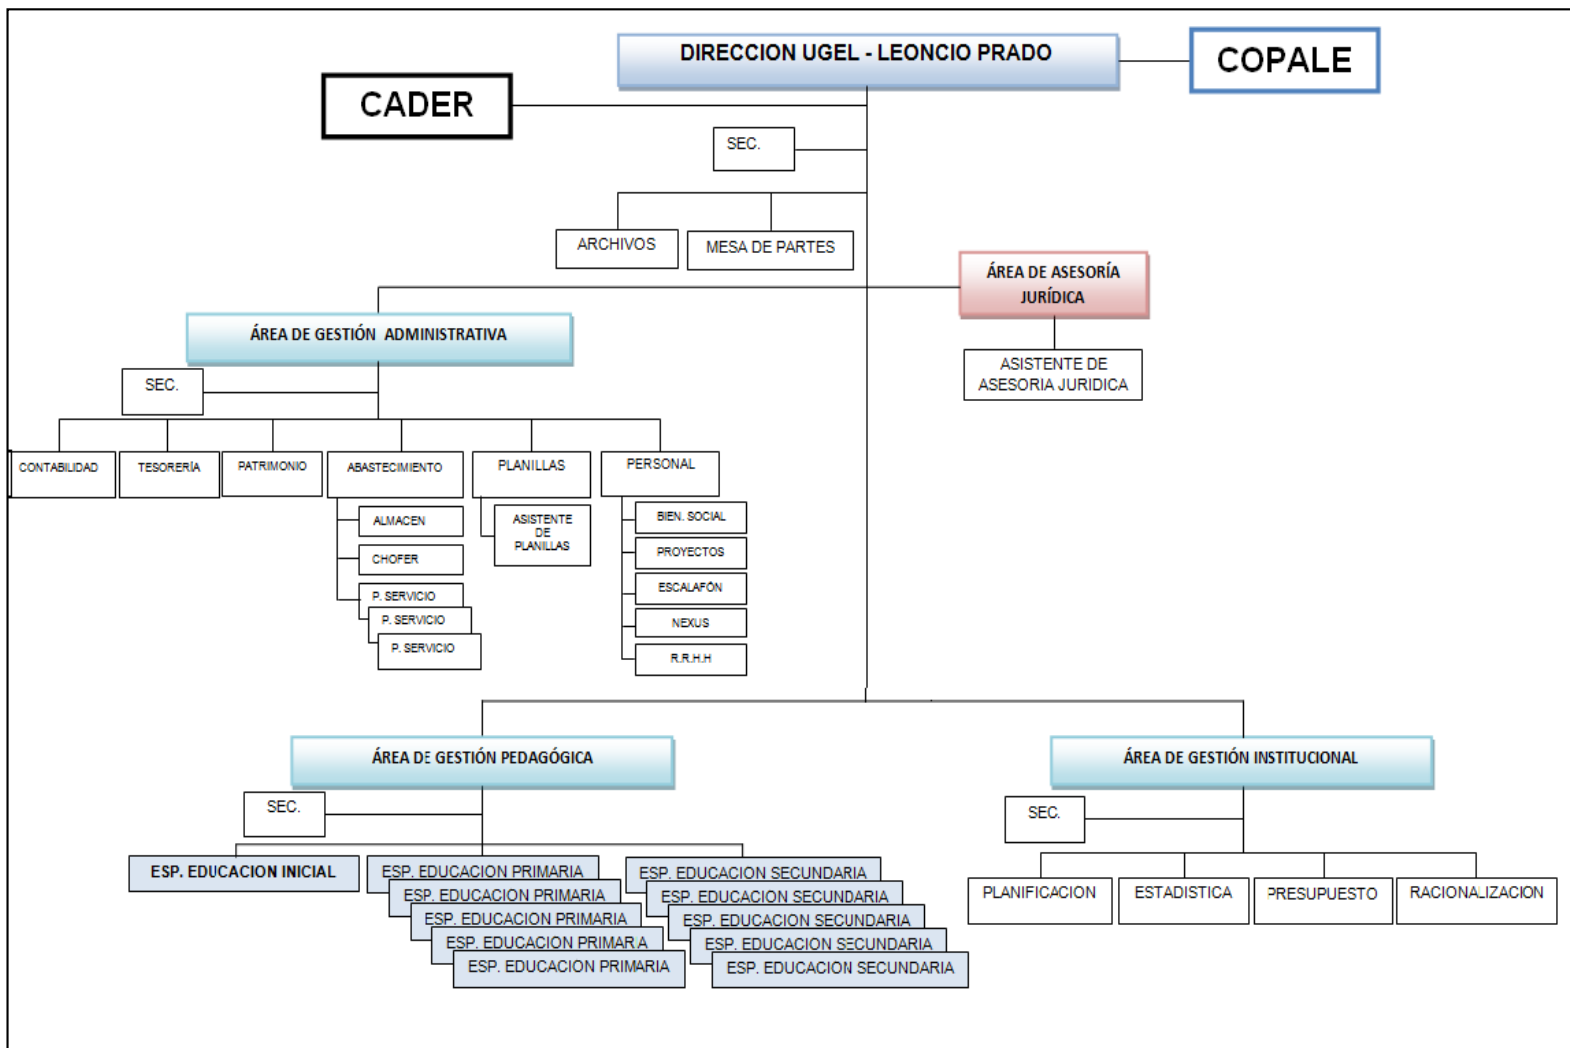 DIRECCION UGEL - LEONCIO PRADO
COPALE
CADER
SEC.
ARCHIVOS
MESA DE PARTES
ÁREA DE ASESORÍA
JURÍDICA
ASISTENTE DE
ASESORIA JURIDICA
ÁREA DE GESTIÓN ADMINISTRATIVA
SEC.
CONTABILIDAD
TESORERÍA
PATRIMONIO
ABASTECIMIENTO
PLANILLAS
PERSONAL
ALMACEN
CHOFER
P. SERVICIO
P. SERVICIO
P. SERVICIO
ASISTENTE
DE
PLANILLAS
BIEN. SOCIAL
PROYECTOS
ESCALAFÓN
NEXUS
R.R.H.H
ÁREA DE GESTIÓN PEDAGÓGICA
SEC.
ESP. EDUCACION INICIAL
ESP. EDUCACION PRIMARIA
ESP. EDUCACION PRIMARIA
ESP. EDUCACION PRIMARIA
ESP. EDUCACION PRIMARIA
ESP. EDUCACION PRIMARIA
ESP. EDUCACION SECUNDARIA
ESP. EDUCACION SECUNDARIA
ESP. EDUCACION SECUNDARIA
ESP. EDUCACION SECUNDARIA
ESP. EDUCACION SECUNDARIA
ÁREA DE GESTIÓN INSTITUCIONAL
SEC.
PLANIFICACION
ESTADISTICA
PRESUPUESTO
RACIONALIZACION